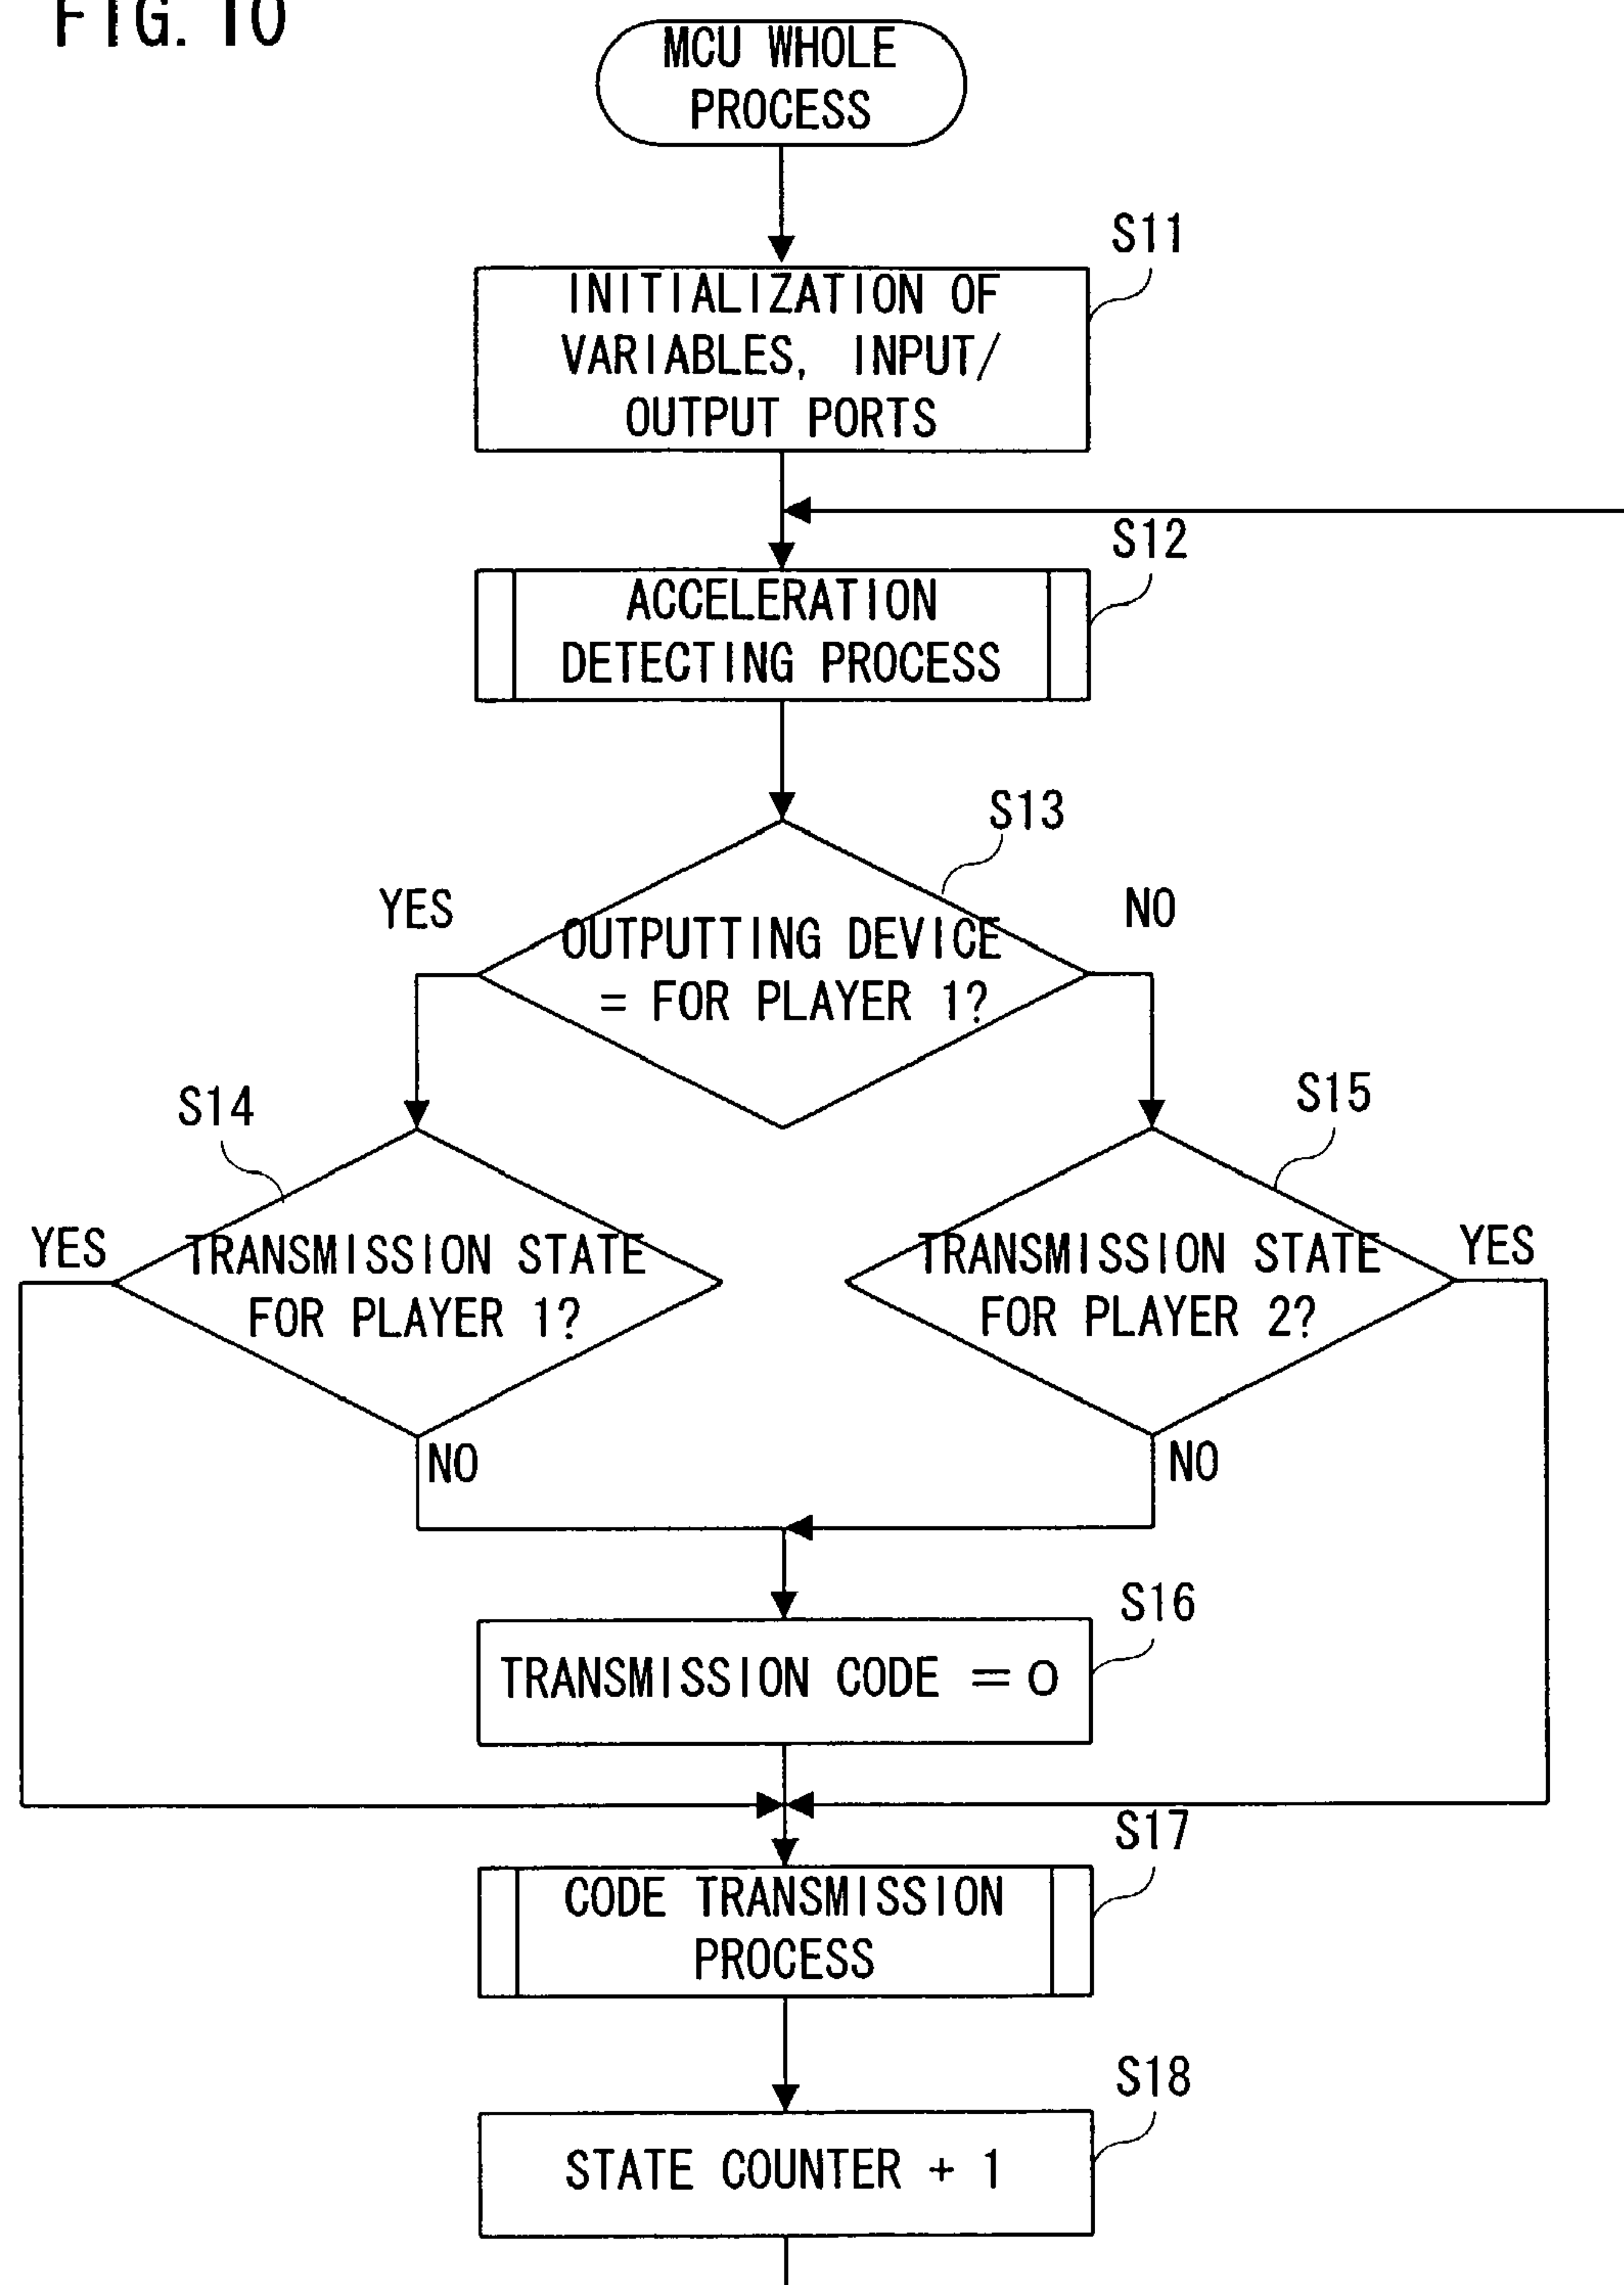 FIG. 10
MCU WHOLE
PROCESS
S11
INITIALIZATION OF
VARIABLES, INPUT/
OUTPUT PORTS
S12
ACCELERATION
DETECTING PROCESS
S13
YES
NO
OUTPUTTING DEVICE
= FOR PLAYER 1?
S14
S15
YES
TRANSMISSION STATE
FOR PLAYER 1?
TRANSMISSION STATE
FOR PLAYER 2?
YES
NO
NO
S16
TRANSMISSION CODE = 0
S17
CODE TRANSMISSION
PROCESS
S18
STATE COUNTER + 1